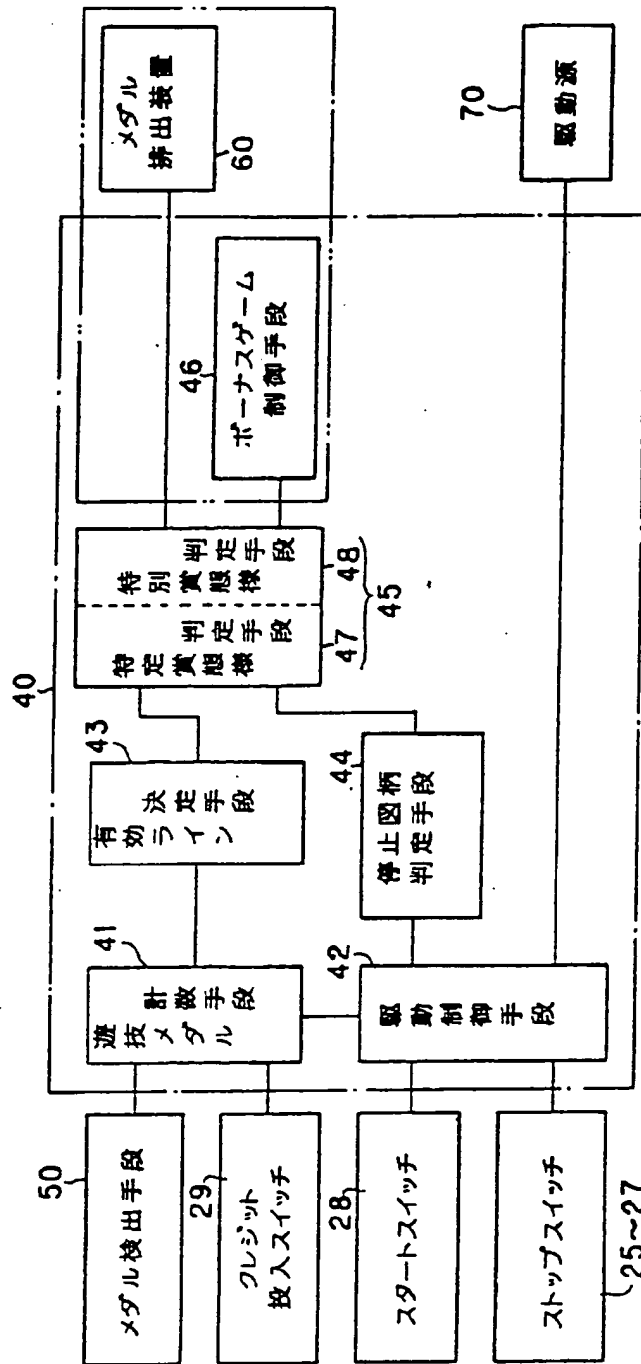 50
メダル検出手段
29
クレジット
投入スイッチ
28
スタートスイッチ
ストップスイッチ
25~27
40
41
遊技メダル
計数手段
42
駆動制御手段
43
有効ライン
決定手段
44
停止図柄
判定手段
特定賞態様
判定手段
47
特別賞態様
判定手段
48
45
46
ボーナスゲーム
制御手段
メダル
排出装置
60
70
駆動源